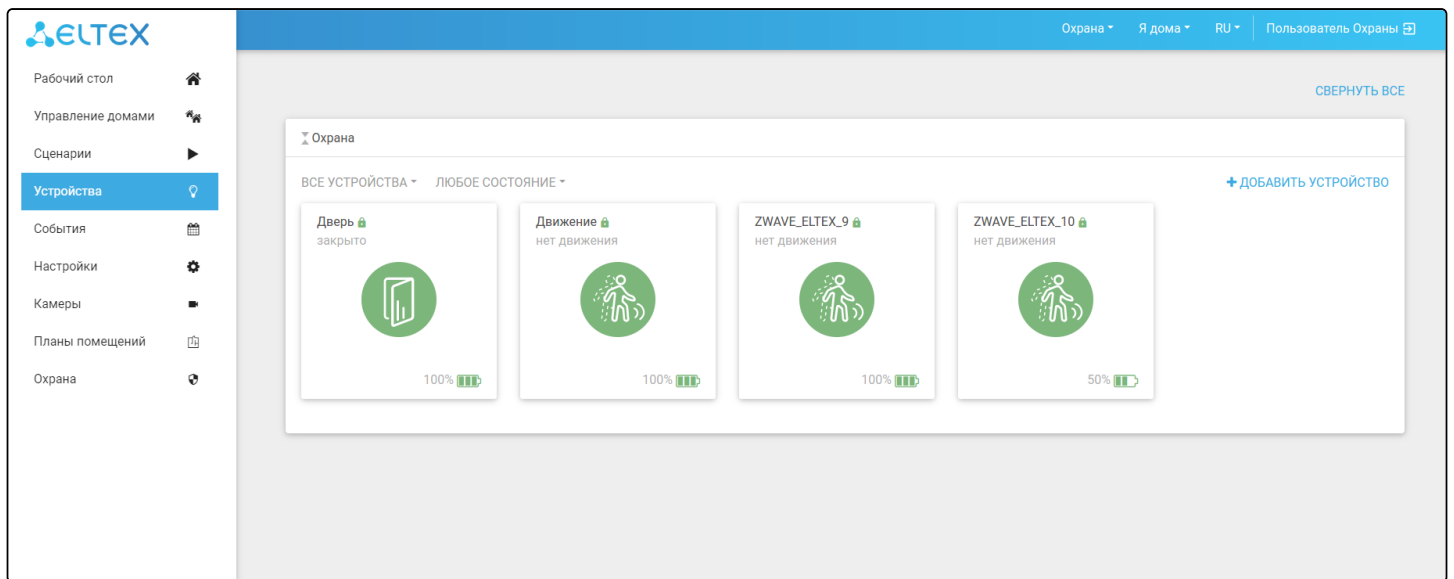 ELTEX
Охрана Я дома RU Пользователь Охраны
Рабочий стол
Управление домами
Сценарии
Устройства
События
Настройки
Камеры
Планы помещений
Охрана
СВЕРНУТЬ ВСЕ
Охрана
ВСЕ УСТРОЙСТВА ЛЮБОЕ СОСТОЯНИЕ + ДОБАВИТЬ УСТРОЙСТВО
Дверь
закрыто
100%
Движение
нет движения
100%
ZWAVE_ELTEX_9
нет движения
100%
ZWAVE_ELTEX_10
нет движения
50%